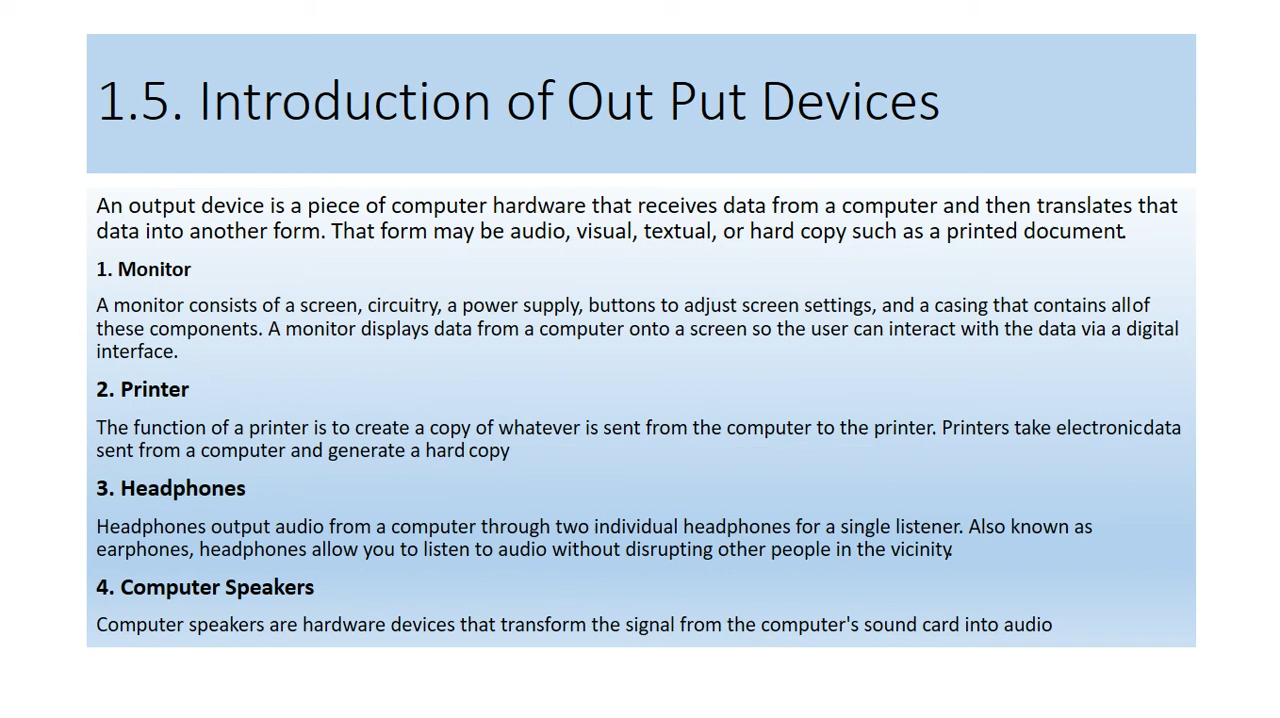 1.5. Introduction of Out Put Devices
An output device is a piece of computer hardware that receives data from a computer and then translates that
data into another form. That form may be audio, visual, textual, or hard copy such as a printed document.
1. Monitor
A monitor consists of a screen, circuitry, a power supply, buttons to adjust screen settings, and a casing that contains all of
these components. A monitor displays data from a computer onto a screen so the user can interact with the data via a digital
interface.
2. Printer
The function of a printer is to create a copy of whatever is sent from the computer to the printer. Printers take electronic data
sent from a computer and generate a hard copy
3. Headphones
Headphones output audio from a computer through two individual headphones for a single listener. Also known as
earphones, headphones allow you to listen to audio without disrupting other people in the vicinity.
4. Computer Speakers
Computer speakers are hardware devices that transform the signal from the computer's sound card into audio